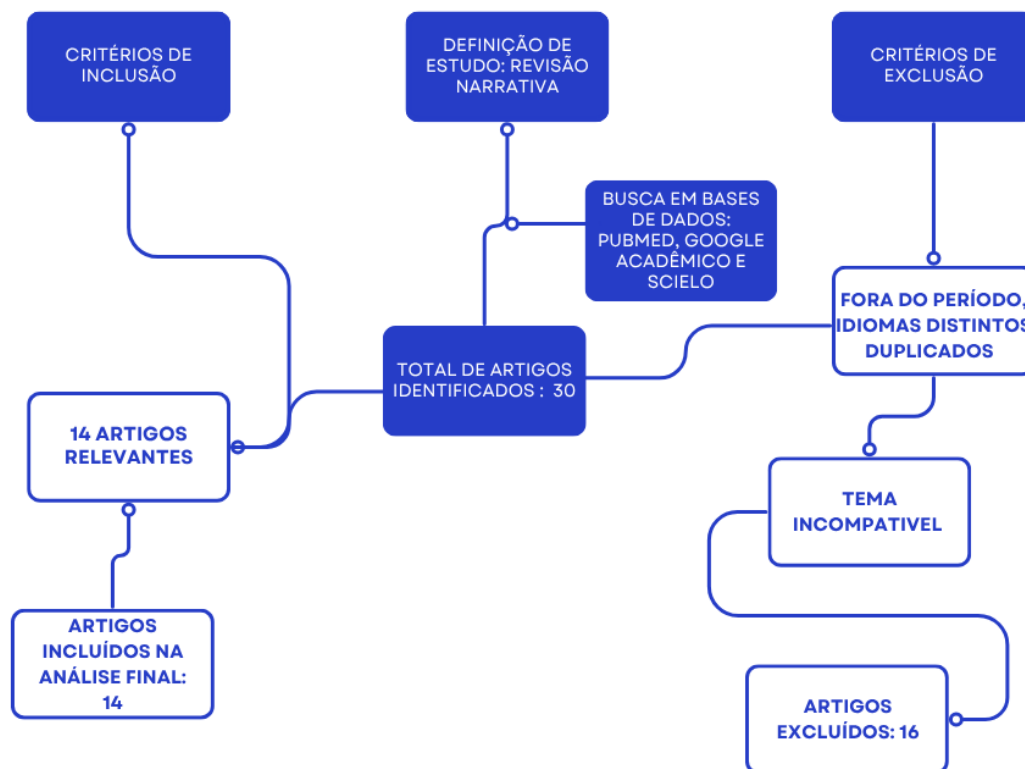 CRITÉRIOS DE
INCLUSÃO
DEFINIÇÃO DE
ESTUDO: REVISÃO
NARRATIVA
CRITÉRIOS DE
EXCLUSÃO
BUSCA EM BASES
DE DADOS:
PUBMED, GOOGLE
ACADÊMICO E
SCIELO
FORA DO PERÍODO,
IDIOMAS DISTINTOS
DUPLICADOS
TOTAL DE ARTIGOS
IDENTIFICADOS : 30
14 ARTIGOS
RELEVANTES
TEMA
INCOMPATIVEL
ARTIGOS
INCLUÍDOS NA
ANÁLISE FINAL:
14
ARTIGOS
EXCLUÍDOS: 16